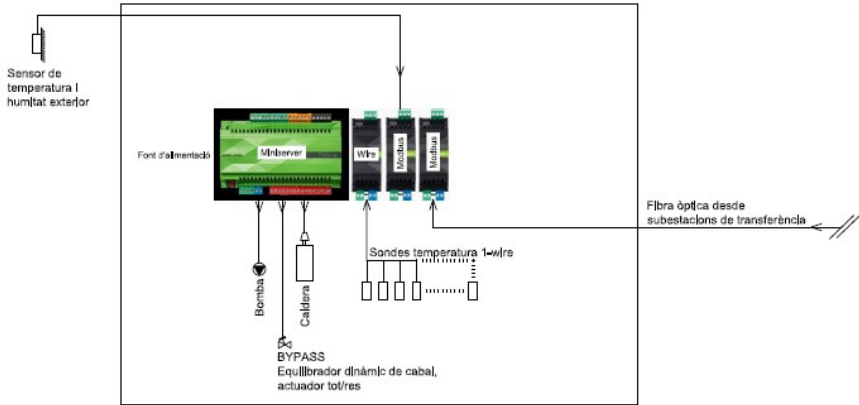 Sensor de
temperatura i
humitat exterior
Font d'alimentació
Miniserver
Wire
Modbus
Modbus
Fibra òptica desde
subestacions de transferència
Sondes temperatura 1-wire
Bomba
Caldera
BYPASS
Equilibrador dinàmic de cabal,
actuador tot/res